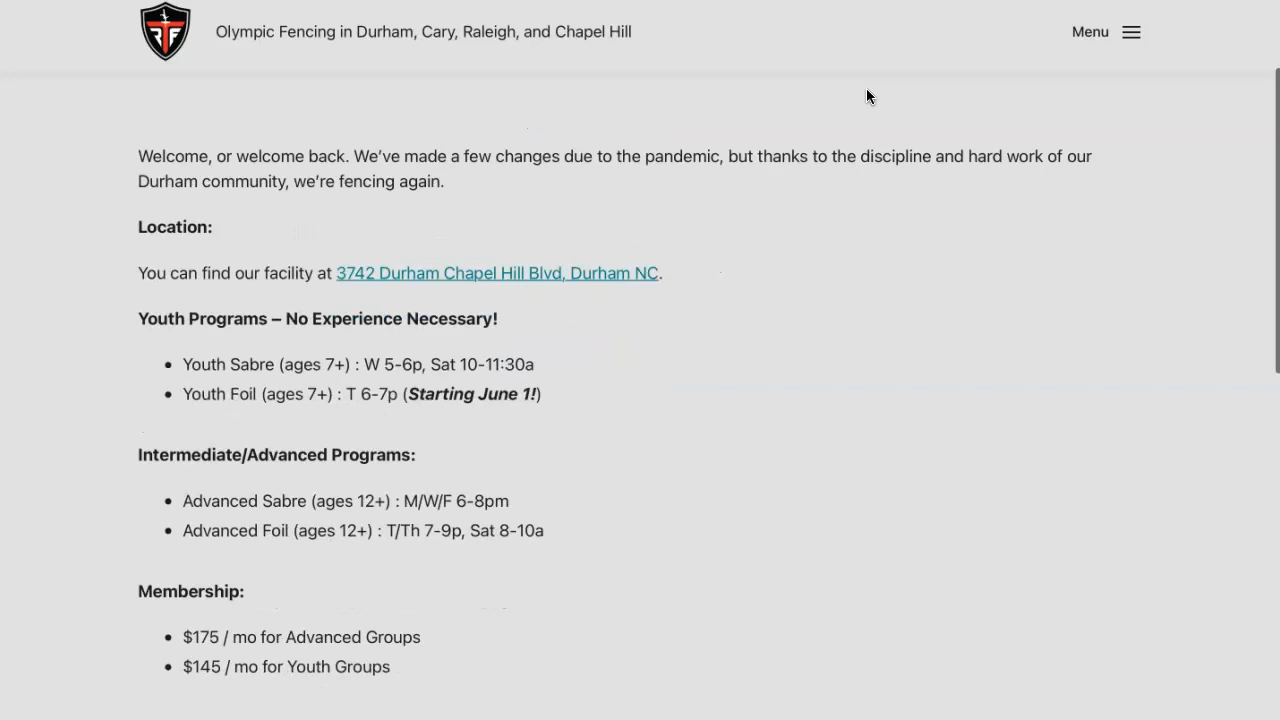 RTF
Olympic Fencing in Durham, Cary, Raleigh, and Chapel Hill
Menu
Welcome, or welcome back. We’ve made a few changes due to the pandemic, but thanks to the discipline and hard work of our
Durham community, we’re fencing again.
Location:
You can find our facility at 3742 Durham Chapel Hill Blvd, Durham NC.
Youth Programs – No Experience Necessary!
• Youth Sabre (ages 7+) : W 5-6p, Sat 10-11:30a
• Youth Foil (ages 7+) : T 6-7p (Starting June 1!)
Intermediate/Advanced Programs:
• Advanced Sabre (ages 12+) : M/W/F 6-8pm
• Advanced Foil (ages 12+) : T/Th 7-9p, Sat 8-10a
Membership:
• $175 / mo for Advanced Groups
• $145 / mo for Youth Groups